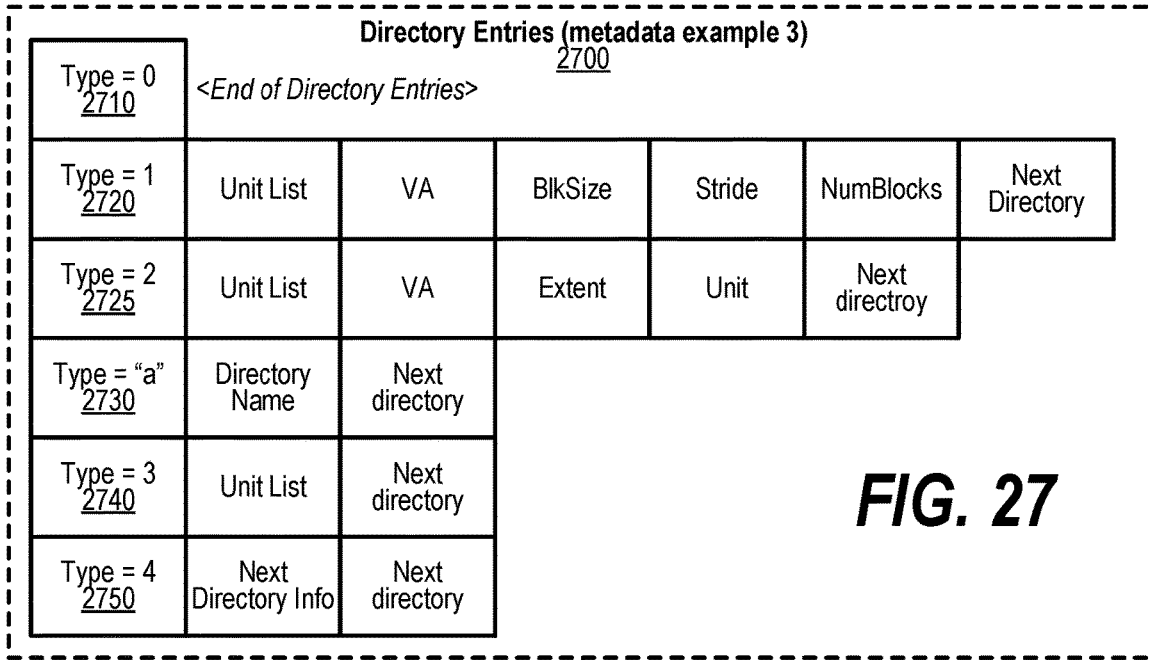 Directory Entries (metadata example 3)
2700
Type = 0
2710
<End of Directory Entries>
Type = 1
2720
Unit List
VA
BlkSize
Stride
NumBlocks
Next
Directory
Type = 2
2725
Unit List
VA
Extent
Unit
Next
directroy
Type = “a”
2730
Directory
Name
Next
directory
Type = 3
2740
Unit List
Next
directory
Type = 4
2750
Next
Directory Info
Next
directory
FIG. 27